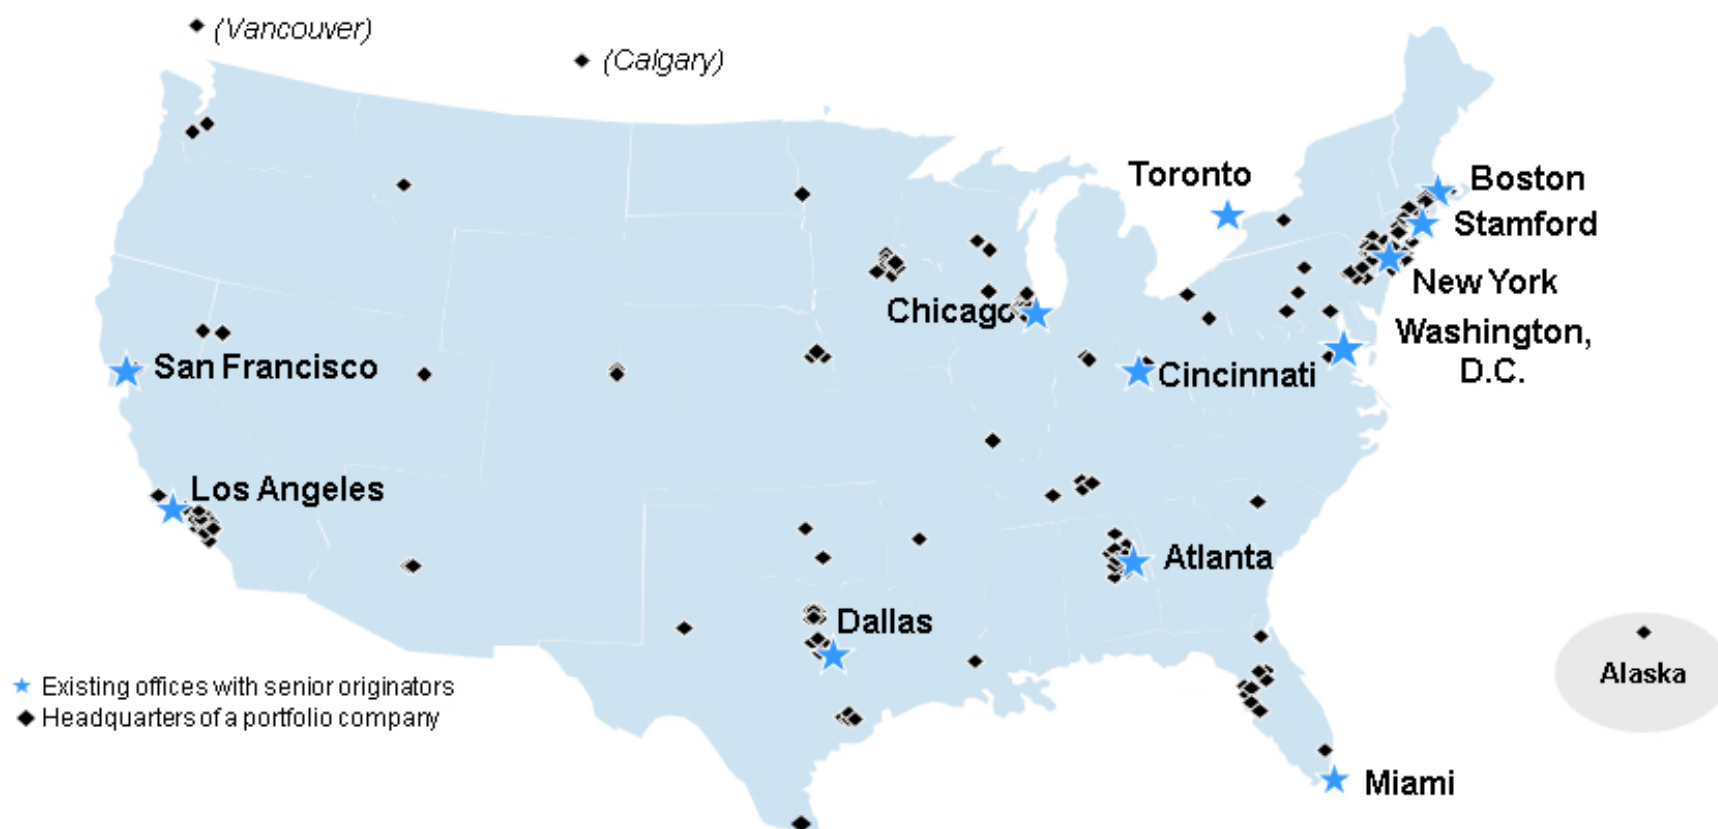 (Vancouver)
(Calgary)
Toronto
Boston
Stamford
New York
Chicago
Washington,
D.C.
San Francisco
Cincinnati
Los Angeles
Atlanta
Dallas
Alaska
Existing offices with senior originators
Headquarters of a portfolio company
Miami